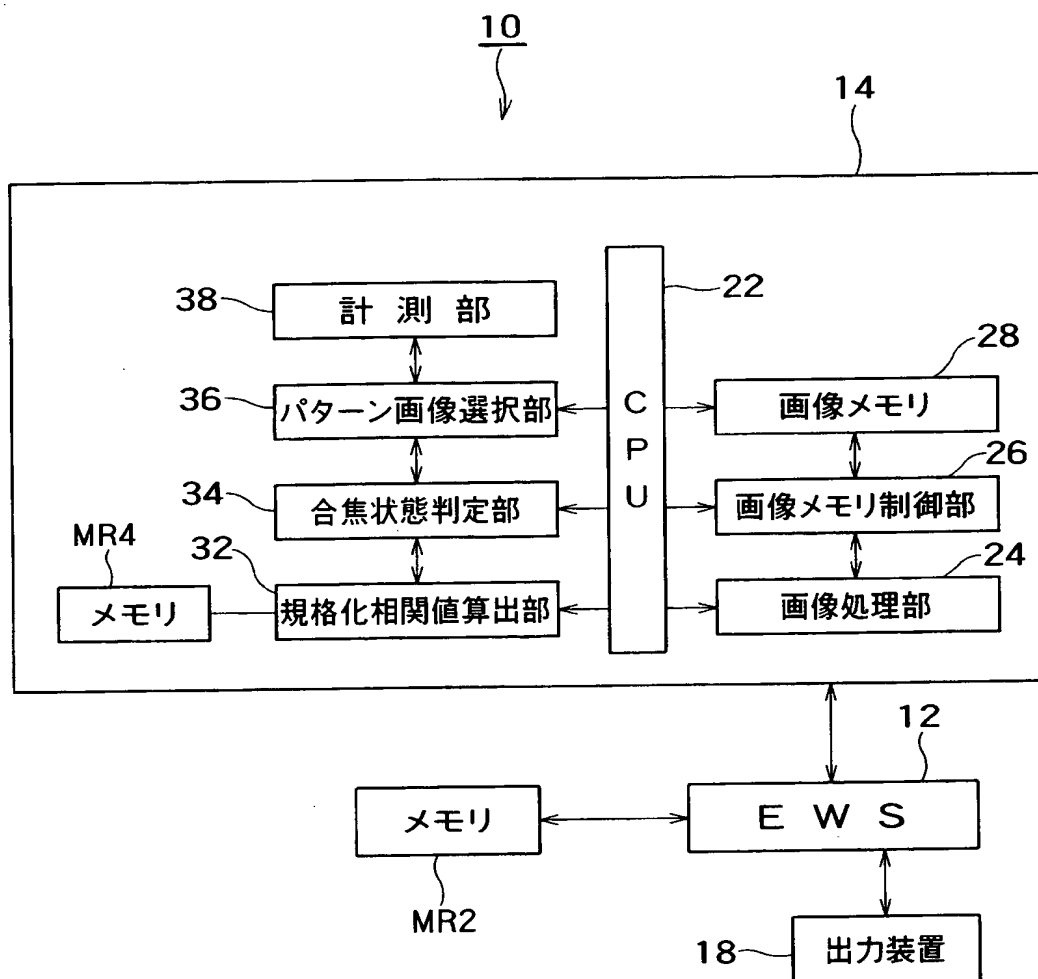 10
14
22
38
計測部
28
36
パターン画像選択部
画像メモリ
CPU
26
34
合焦状態判定部
画像メモリ制御部
MR4
32
24
メモリ
規格化相関値算出部
画像処理部
12
メモリ
EWS
MR2
18
出力装置